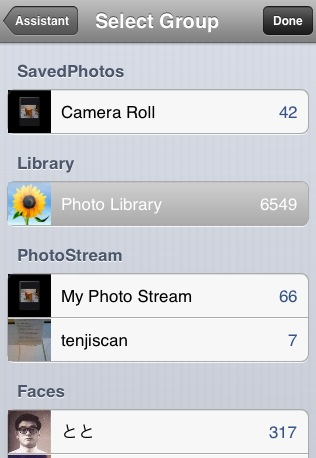 Assistant
Select Group
Done
SavedPhotos
Camera Roll 42
Library
Photo Library 6549
PhotoStream
My Photo Stream 66
tenjiscan 7
Faces
とと 317